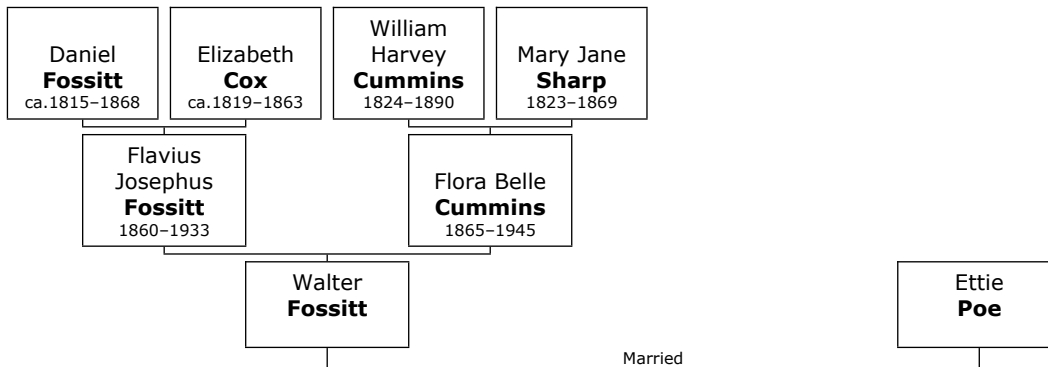 Daniel
Fossitt
ca.1815–1868
Elizabeth
Cox
ca.1819–1863
William
Harvey
Cummins
1824–1890
Mary Jane
Sharp
1823–1869
Flavius
Josephus
Fossitt
1860–1933
Flora Belle
Cummins
1865–1945
Walter
Fossitt
Ettie
Poe
Married